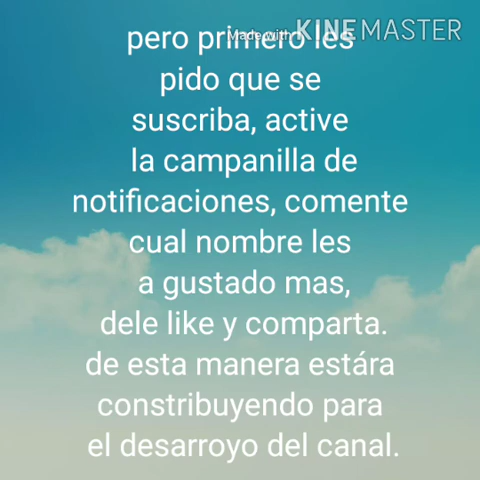 Made with KINEMASTER
pero primero les
pido que se
suscriba, active
la campanilla de
notificaciones, comente
cual nombre les
a gustado mas,
dele like y comparta.
de esta manera estára
constribuyendo para
el desarroyo del canal.